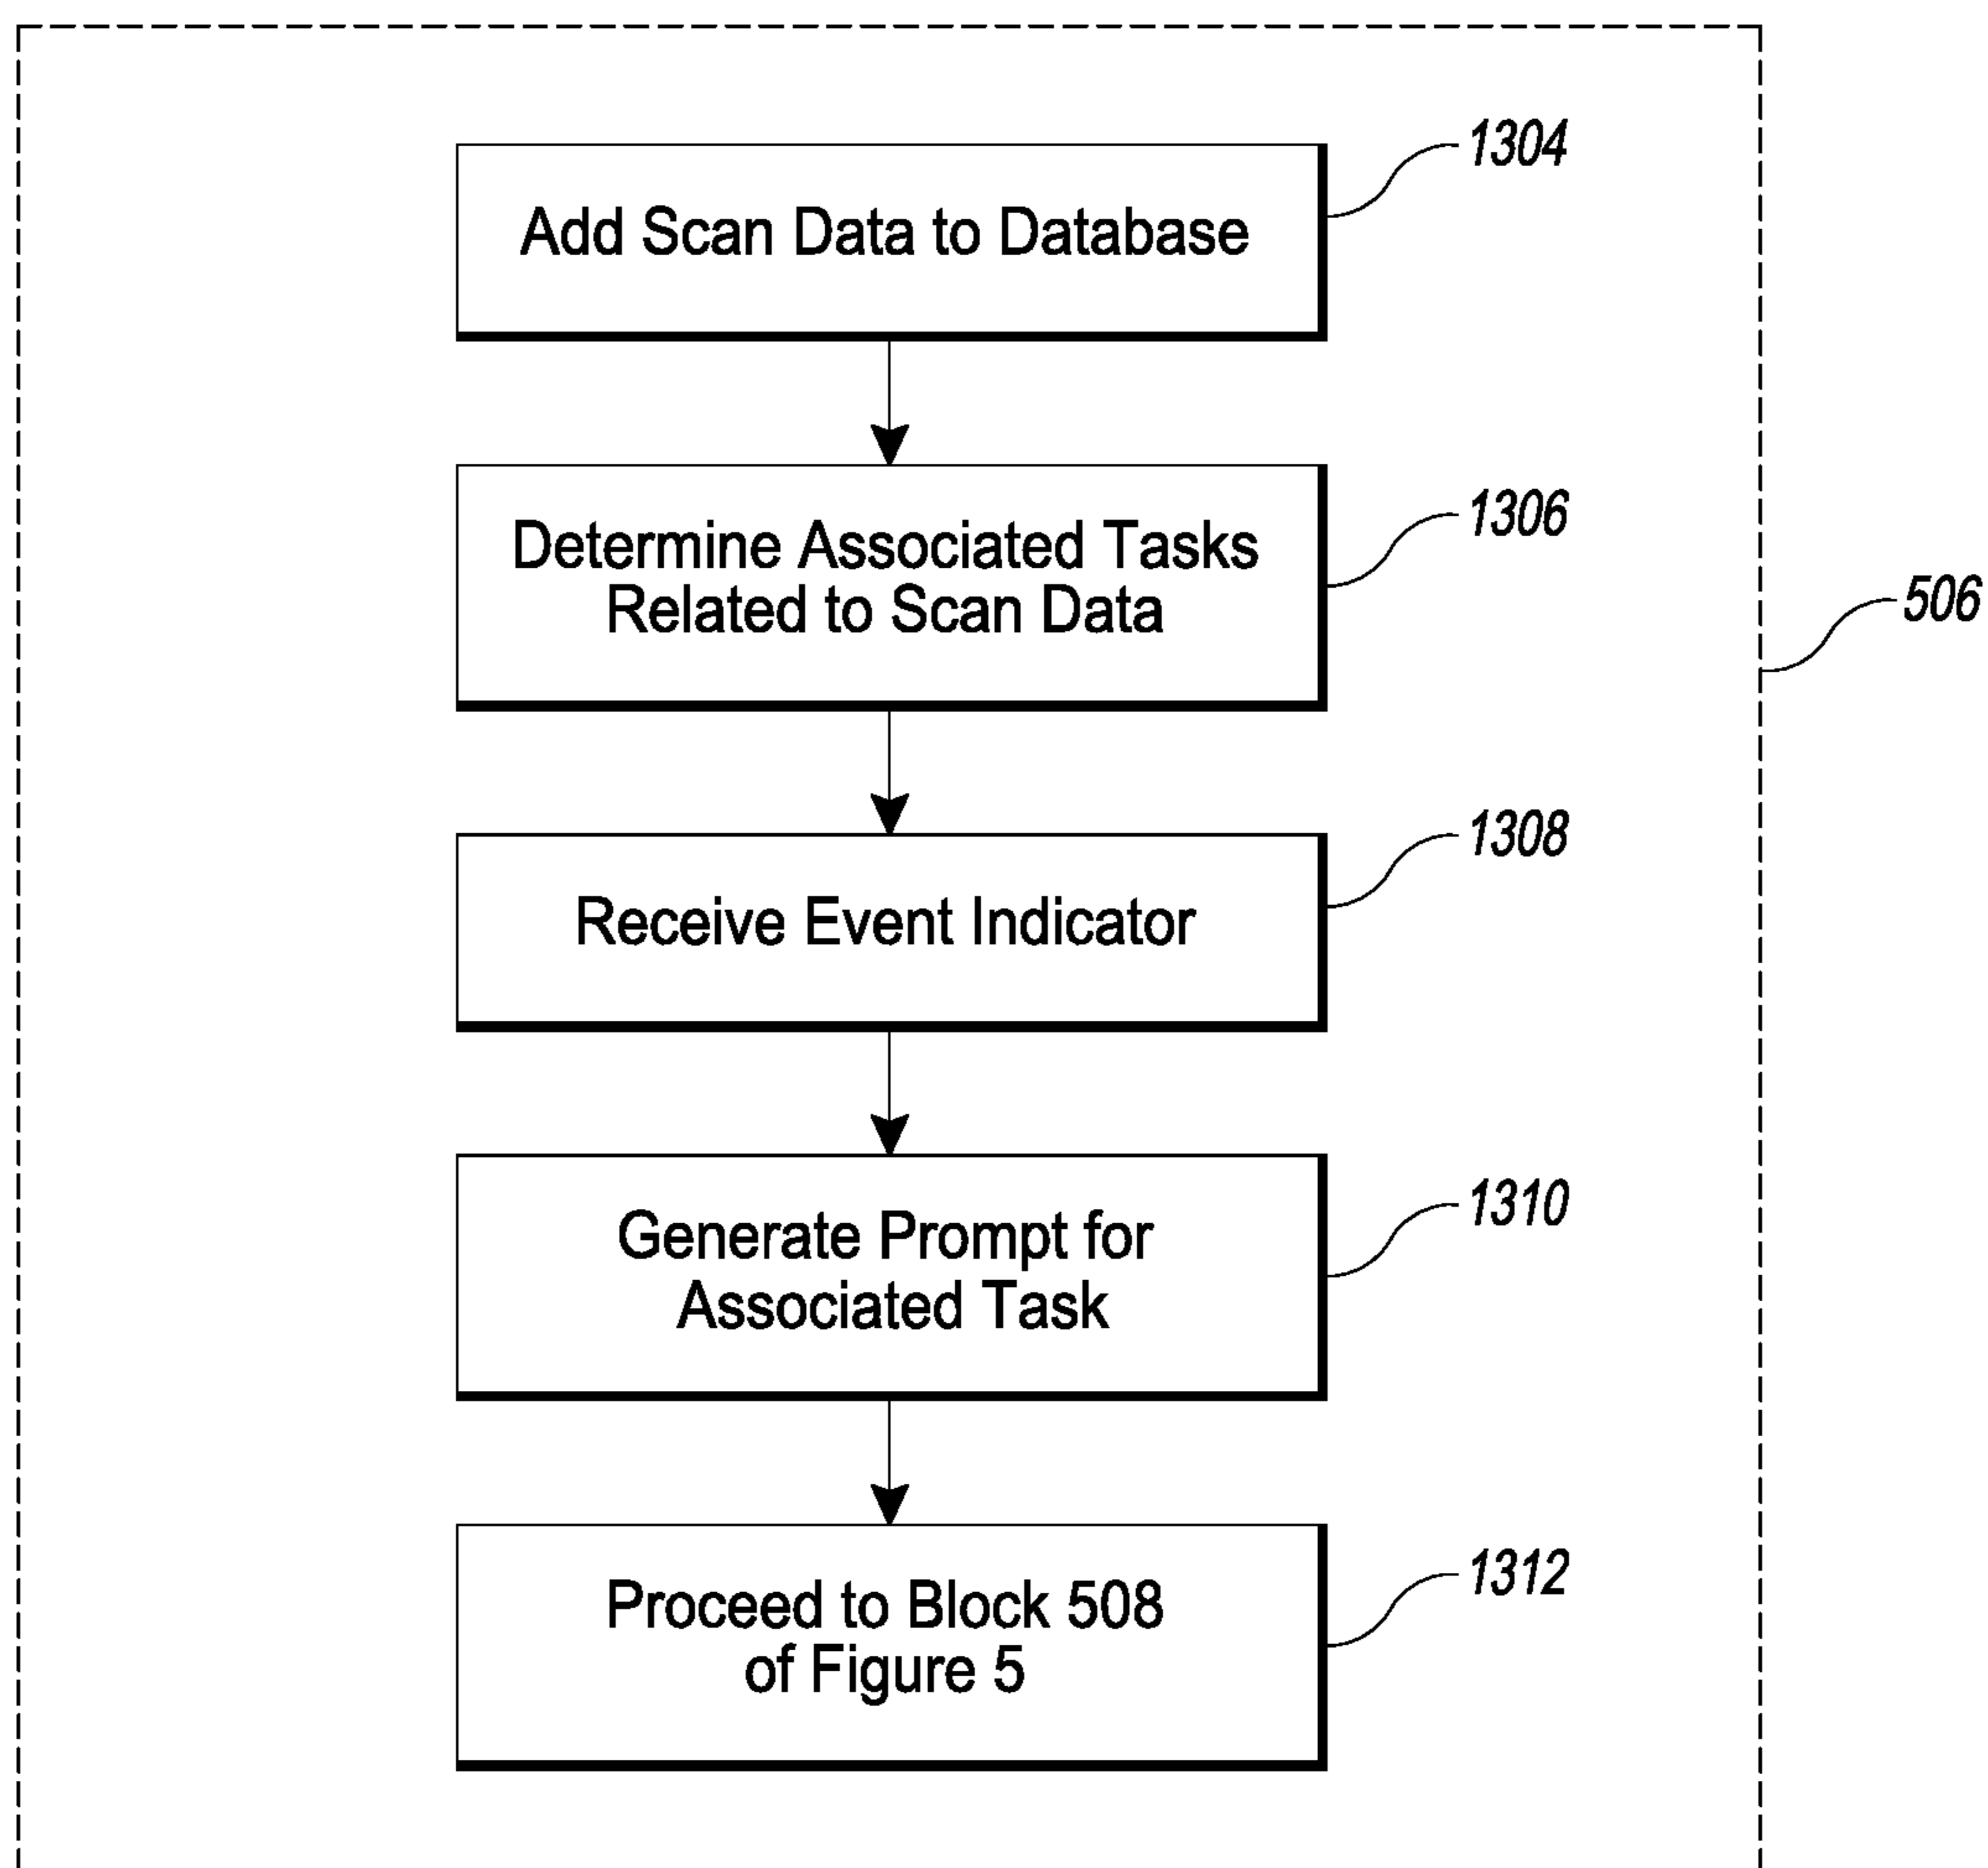 1304
Add Scan Data to Database
1306
Determine Associated Tasks
Related to Scan Data
506
1308
Receive Event Indicator
1310
Generate Prompt for
Associated Task
1312
Proceed to Block 508
of Figure 5